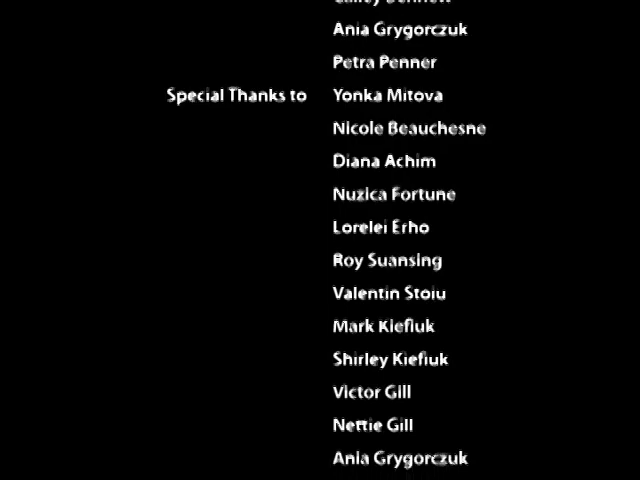 Ania Grygorczuk
Petra Penner
Special Thanks to Yonka Mitova
Nicole Beauchesne
Diana Achim
Nuzica Fortune
Lorelei Erho
Roy Suansing
Valentin Stoiu
Mark Kiefiuk
Shirley Kiefiuk
Victor Gill
Nettie Gill
Ania Grygorczuk